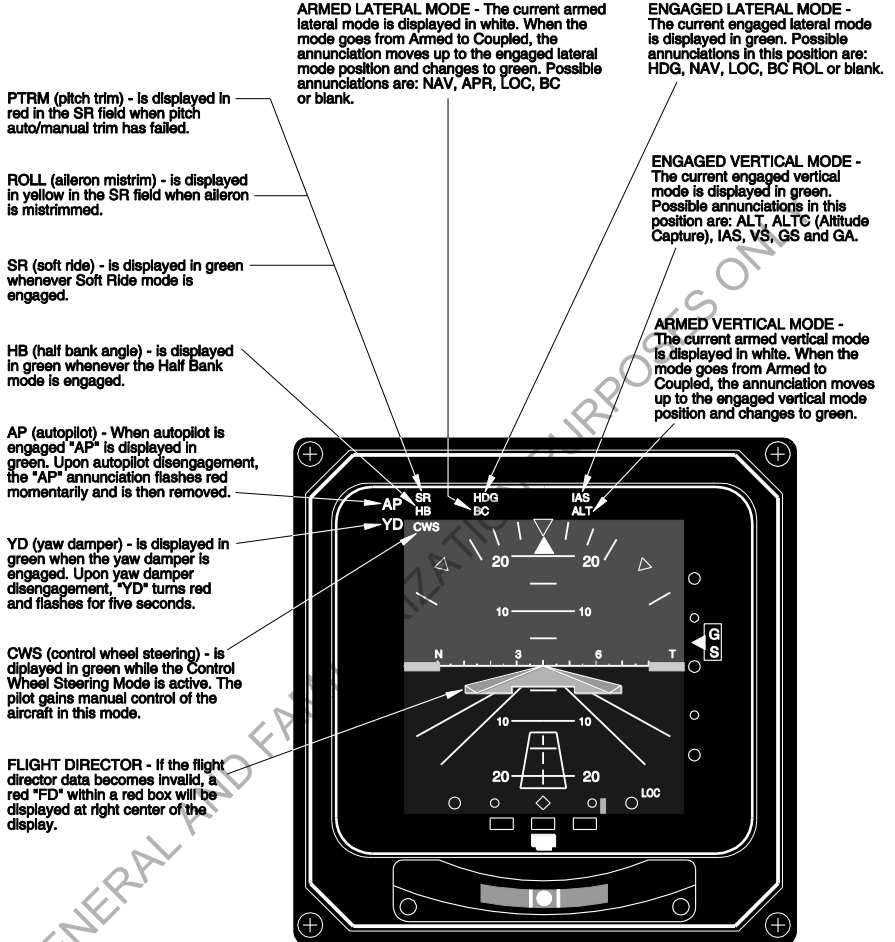 ARMED LATERAL MODE - The current armed
lateral mode is displayed in white. When the
mode goes from Armed to Coupled, the
annunciation moves up to the engaged lateral
mode position and changes to green. Possible
annunciations are: NAV, APR, LOC, BC
or blank.
ENGAGED LATERAL MODE -
The current engaged lateral mode
is displayed in green. Possible
annunciations in this position are:
HDG, NAV, LOC, BC ROL or blank.
PTRM (pitch trim) - is displayed in
red in the SR field when pitch
auto/manual trim has failed.
ROLL (aileron mistrim) - is displayed
in yellow in the SR field when aileron
is mistrimmed.
SR (soft ride) - is displayed in green
whenever Soft Ride mode is
engaged.
HB (half bank angle) - is displayed
in green whenever the Half Bank
mode is engaged.
AP (autopilot) - When autopilot is
engaged "AP" is displayed in
green. Upon autopilot disengagement,
the "AP" annunciation flashes red
momentarily and is then removed.
YD (yaw damper) - is displayed in
green when the yaw damper is
engaged. Upon yaw damper
disengagement, "YD" turns red
and flashes for five seconds.
CWS (control wheel steering) - is
diplayed in green while the Control
Wheel Steering Mode is active. The
pilot gains manual control of the
aircraft in this mode.
FLIGHT DIRECTOR - If the flight
director data becomes invalid, a
red "FD" within a red box will be
displayed at right center of the
display.
ENGAGED VERTICAL MODE -
The current engaged vertical
mode is displayed in green.
Possible annunciations in this
position are: ALT, ALTC (Altitude
Capture), IAS, VS, GS and GA.
ARMED VERTICAL MODE -
The current armed vertical mode
is displayed in white. When the
mode goes from Armed to
Coupled, the annunciation moves
up to the engaged vertical mode
position and changes to green.
SR HDG IAS
AP HB BC ALT
YD CWS
20 20
10 10
G
S
N 3 6 T
10 10
20 20
LOC